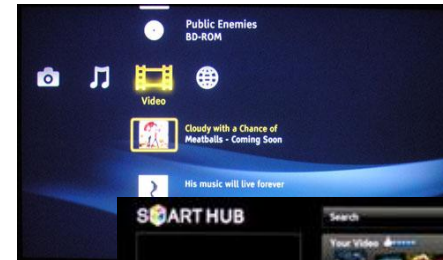 Public Enemies
BD-ROM
Video
Cloudy with a Chance of
Meatballs - Coming Soon
His music will live forever
SMART HUB
Search
Your Video